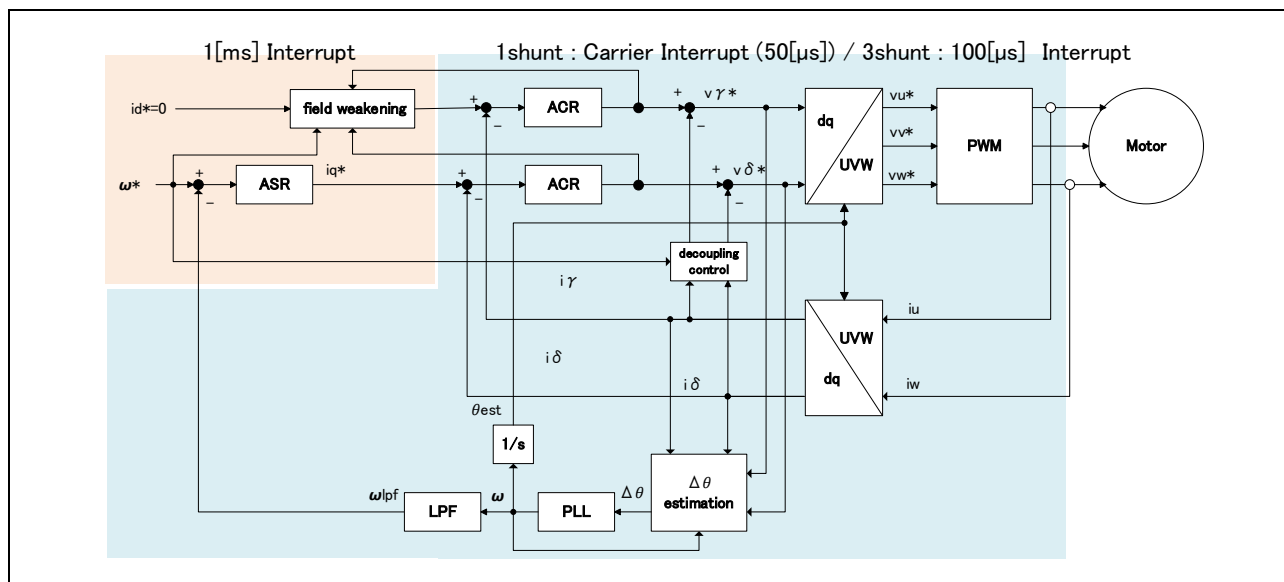 1[ms] Interrupt
1shunt : Carrier Interrupt (50[μs]) / 3shunt : 100[μs] Interrupt
id*=0
field weakening
+
−
ACR
+
−
vγ*
dq
UVW
vu*
vv*
vw*
PWM
Motor
ω*
+
−
ASR
iq*
+
−
ACR
+
−
vδ*
decoupling
control
iγ
UVW
dq
iu
iw
iδ
iδ
θest
1/s
Δθ
estimation
Δθ
PLL
ω
LPF
ωlpf